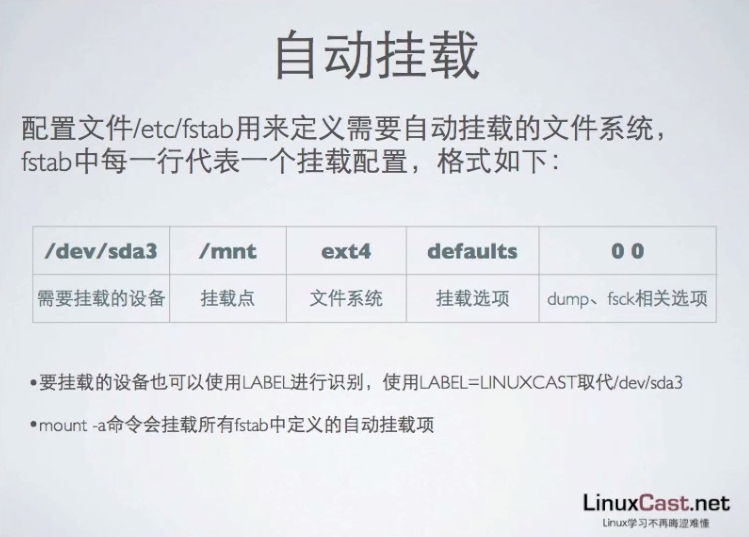 自动挂载
配置文件/etc/fstab用来定义需要自动挂载的文件系统，
fstab中每一行代表一个挂载配置，格式如下：
/dev/sda3 /mnt ext4 defaults 0 0
需要挂载的设备 挂载点 文件系统 挂载选项 dump、fsck相关选项
•要挂载的设备也可以使用LABEL进行识别，使用LABEL=LINUXCAST取代/dev/sda3
•mount -a命令会挂载所有fstab中定义的自动挂载项
LinuxCast.net
Linux学习不再晦涩难懂